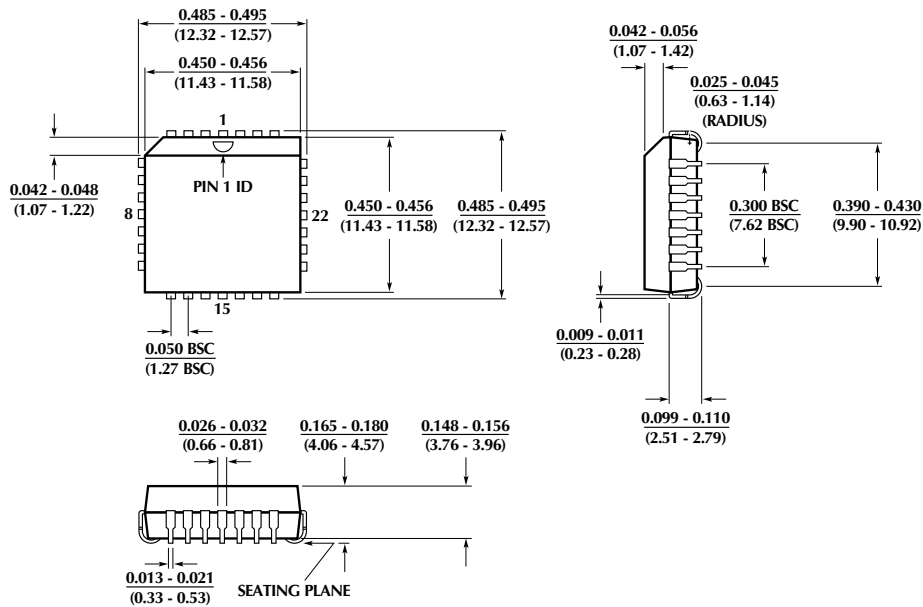 0.485 - 0.495
(12.32 - 12.57)
0.450 - 0.456
(11.43 - 11.58)
1
PIN 1 ID
0.042 - 0.048
(1.07 - 1.22)
8
22
15
0.450 - 0.456
(11.43 - 11.58)
0.485 - 0.495
(12.32 - 12.57)
0.050 BSC
(1.27 BSC)
0.042 - 0.056
(1.07 - 1.42)
0.025 - 0.045
(0.63 - 1.14)
(RADIUS)
0.300 BSC
(7.62 BSC)
0.390 - 0.430
(9.90 - 10.92)
0.009 - 0.011
(0.23 - 0.28)
0.099 - 0.110
(2.51 - 2.79)
0.026 - 0.032
(0.66 - 0.81)
0.165 - 0.180
(4.06 - 4.57)
0.148 - 0.156
(3.76 - 3.96)
0.013 - 0.021
(0.33 - 0.53)
SEATING PLANE